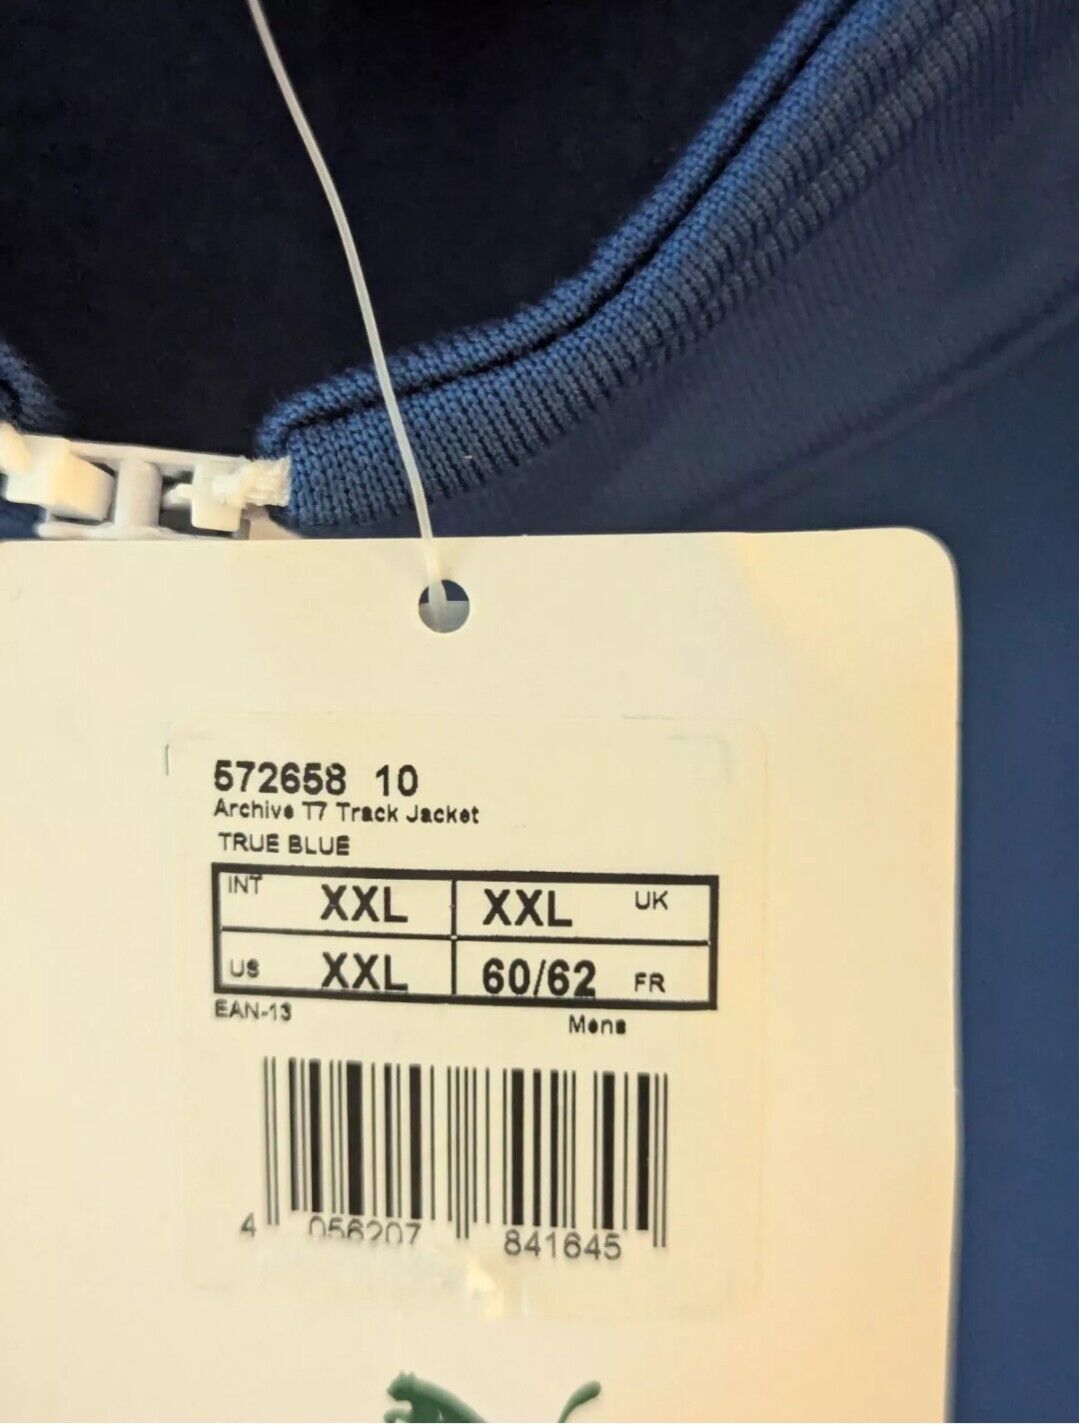 572658 10
Archive T7 Track Jacket
TRUE BLUE
INT XXL XXL UK
US XXL 60/62 FR
EAN-13 Mens
4 056207 841645